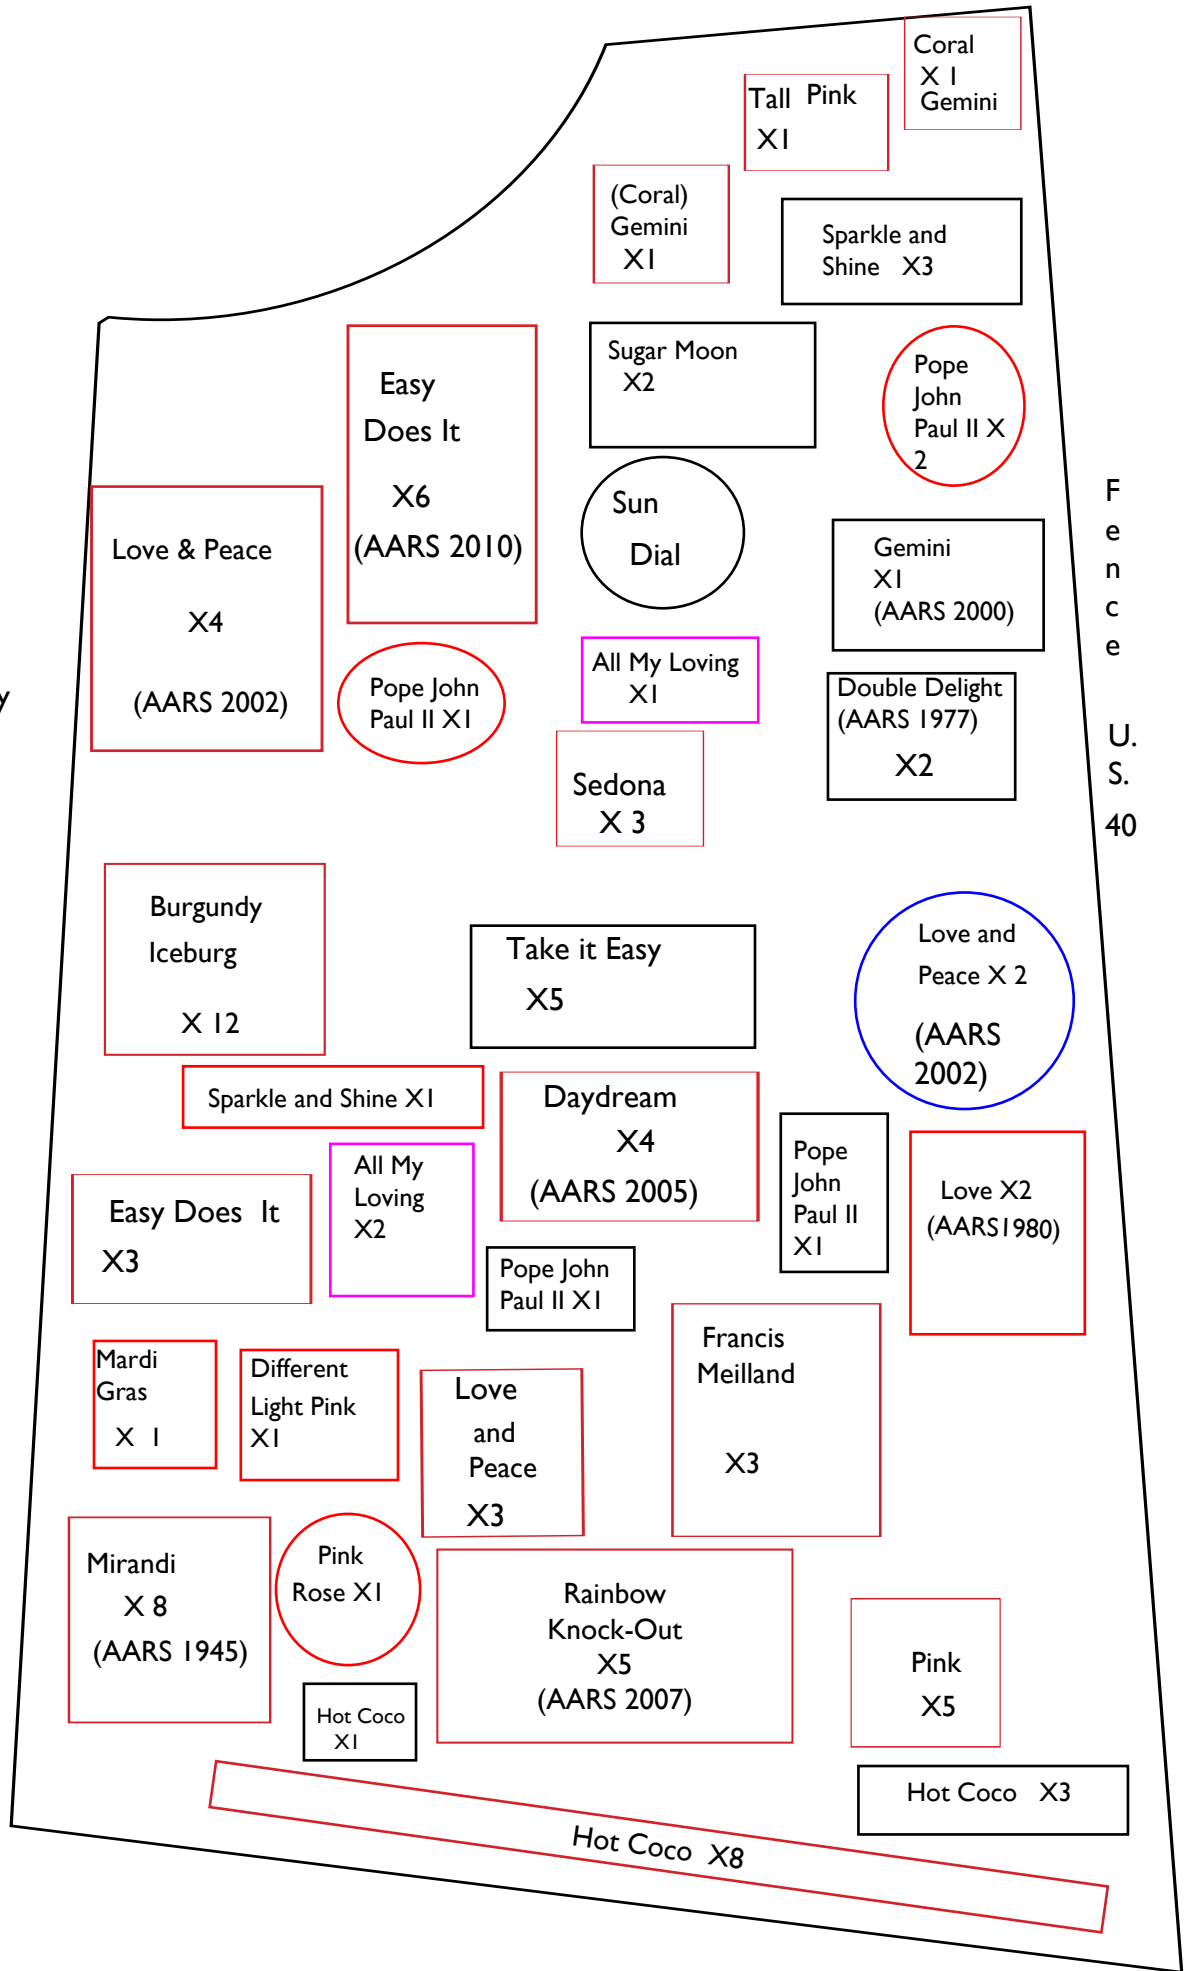 Coral
X 1
Gemini
Tall Pink
X1
(Coral)
Gemini
X1
Sparkle and
Shine X3
Sugar Moon
X2
Pope
John
Paul II X
2
Easy
Does It
X6
(AARS 2010)
Sun
Dial
Love & Peace
X4
(AARS 2002)
Gemini
X1
(AARS 2000)
F
e
n
c
e
U.
S.
40
y
Pope John
Paul II X1
All My Loving
X1
Double Delight
(AARS 1977)
X2
Sedona
X 3
Burgundy
Iceburg
X 12
Take it Easy
X5
Love and
Peace X 2
(AARS
2002)
Sparkle and Shine X1
Daydream
X4
(AARS 2005)
Pope
John
Paul II
X1
Love X2
(AARS1980)
Easy Does It
X3
All My
Loving
X2
Pope John
Paul II X1
Francis
Meilland
X3
Mardi
Gras
X 1
Different
Light Pink
X1
Love
and
Peace
X3
Mirandi
X 8
(AARS 1945)
Pink
Rose X1
Rainbow
Knock-Out
X5
(AARS 2007)
Pink
X5
Hot Coco
X1
Hot Coco X3
Hot Coco X8